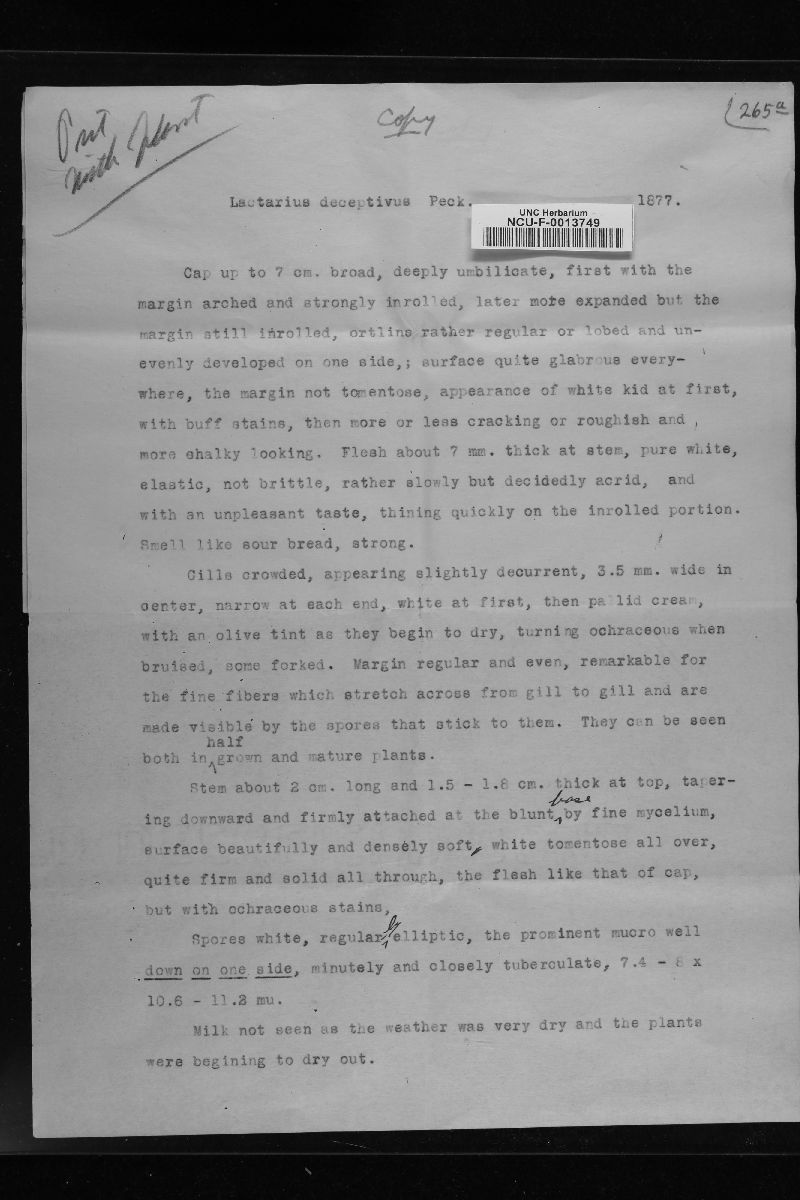 Put with plant
Copy
265a
Lactarius deceptivus Peck. 1877.
UNC Herbarium
NCU-F-0013749
Cap up to 7 cm. broad, deeply umbilicate, first with the
margin arched and strongly inrolled, later more expanded but the
margin still inrolled, ortline rather regular or lobed and un-
evenly developed on one side,; surface quite glabrous every-
where, the margin not tomentose, appearance of white kid at first,
with buff stains, then more or less cracking or roughish and ,
more chalky looking. Flesh about 7 mm. thick at stem, pure white,
elastic, not brittle, rather slowly but decidedly acrid, and
with an unpleasant taste, thining quickly on the inrolled portion.
Smell like sour bread, strong.
Gills crowded, appearing slightly decurrent, 3.5 mm. wide in
center, narrow at each end, white at first, then pallid cream,
with an olive tint as they begin to dry, turning ochraceous when
bruised, some forked. Margin regular and even, remarkable for
the fine fibers which stretch across from gill to gill and are
made visible by the spores that stick to them. They can be seen
both in half grown and mature plants.
Stem about 2 cm. long and 1.5 - 1.8 cm. thick at top, taper-
ing downward and firmly attached at the blunt base by fine mycelium,
surface beautifully and densely soft, white tomentose all over,
quite firm and solid all through, the flesh like that of cap,
but with ochraceous stains,
Spores white, regularly elliptic, the prominent mucro well
down on one side, minutely and closely tuberculate, 7.4 - 8 x
10.6 - 11.2 mu.
Milk not seen as the weather was very dry and the plants
were begining to dry out.